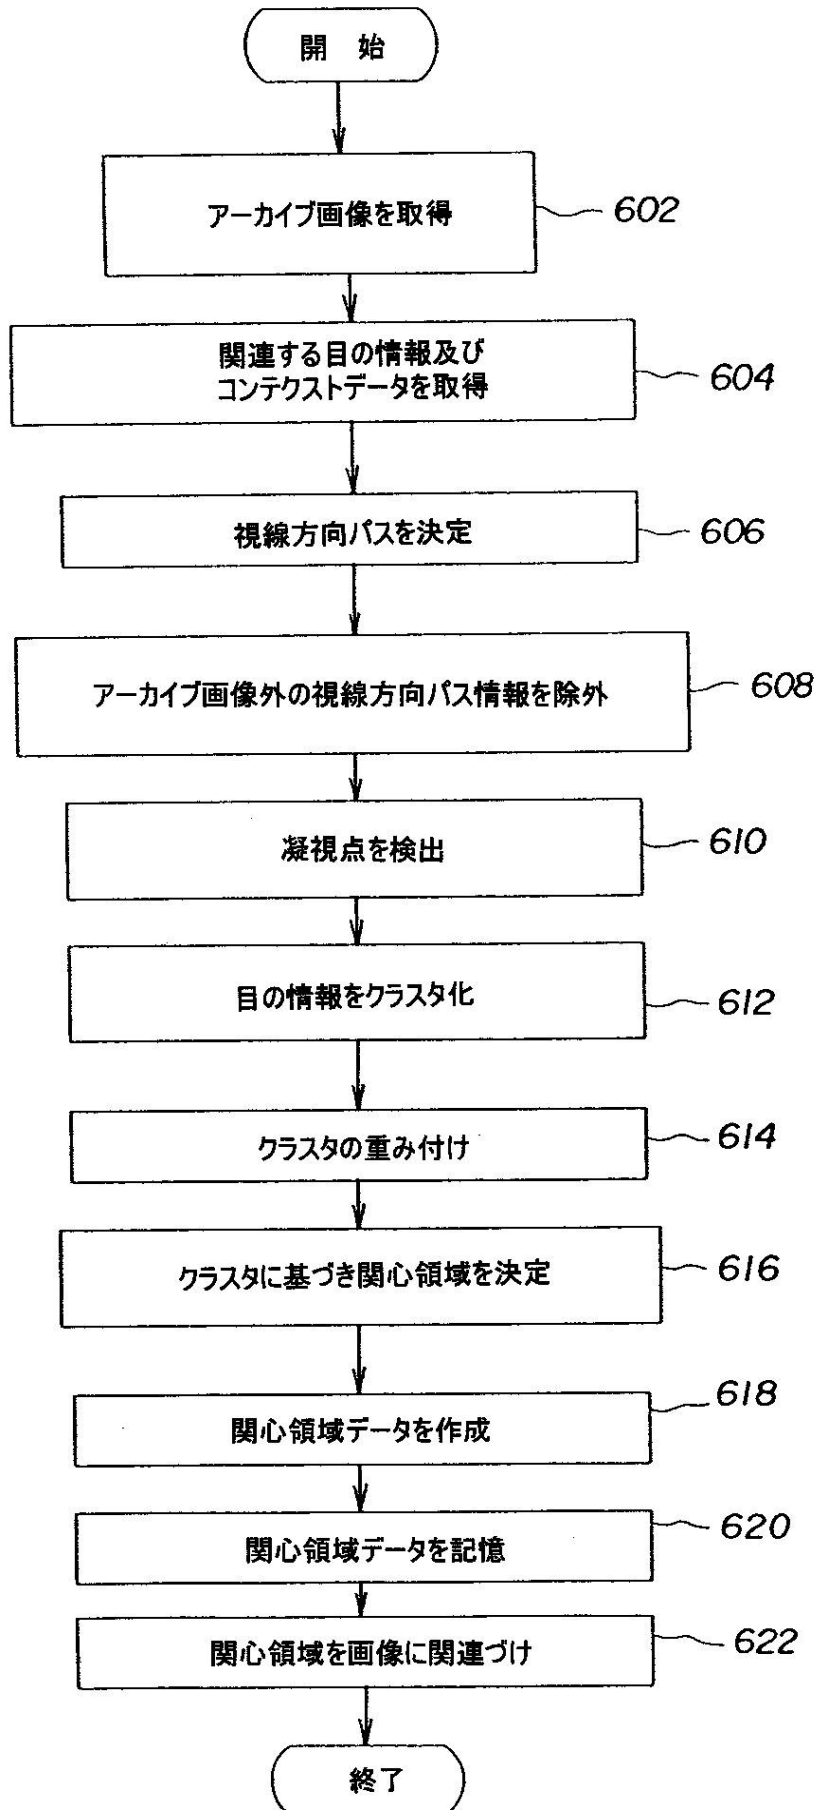 開 始
アーカイブ画像を取得
602
関連する目の情報及び
コンテクストデータを取得
604
視線方向パスを決定
606
アーカイブ画像外の視線方向パス情報を除外
608
凝視点を検出
610
目の情報をクラスタ化
612
クラスタの重み付け
614
クラスタに基づき関心領域を決定
616
関心領域データを作成
618
関心領域データを記憶
620
関心領域を画像に関連づけ
622
終了